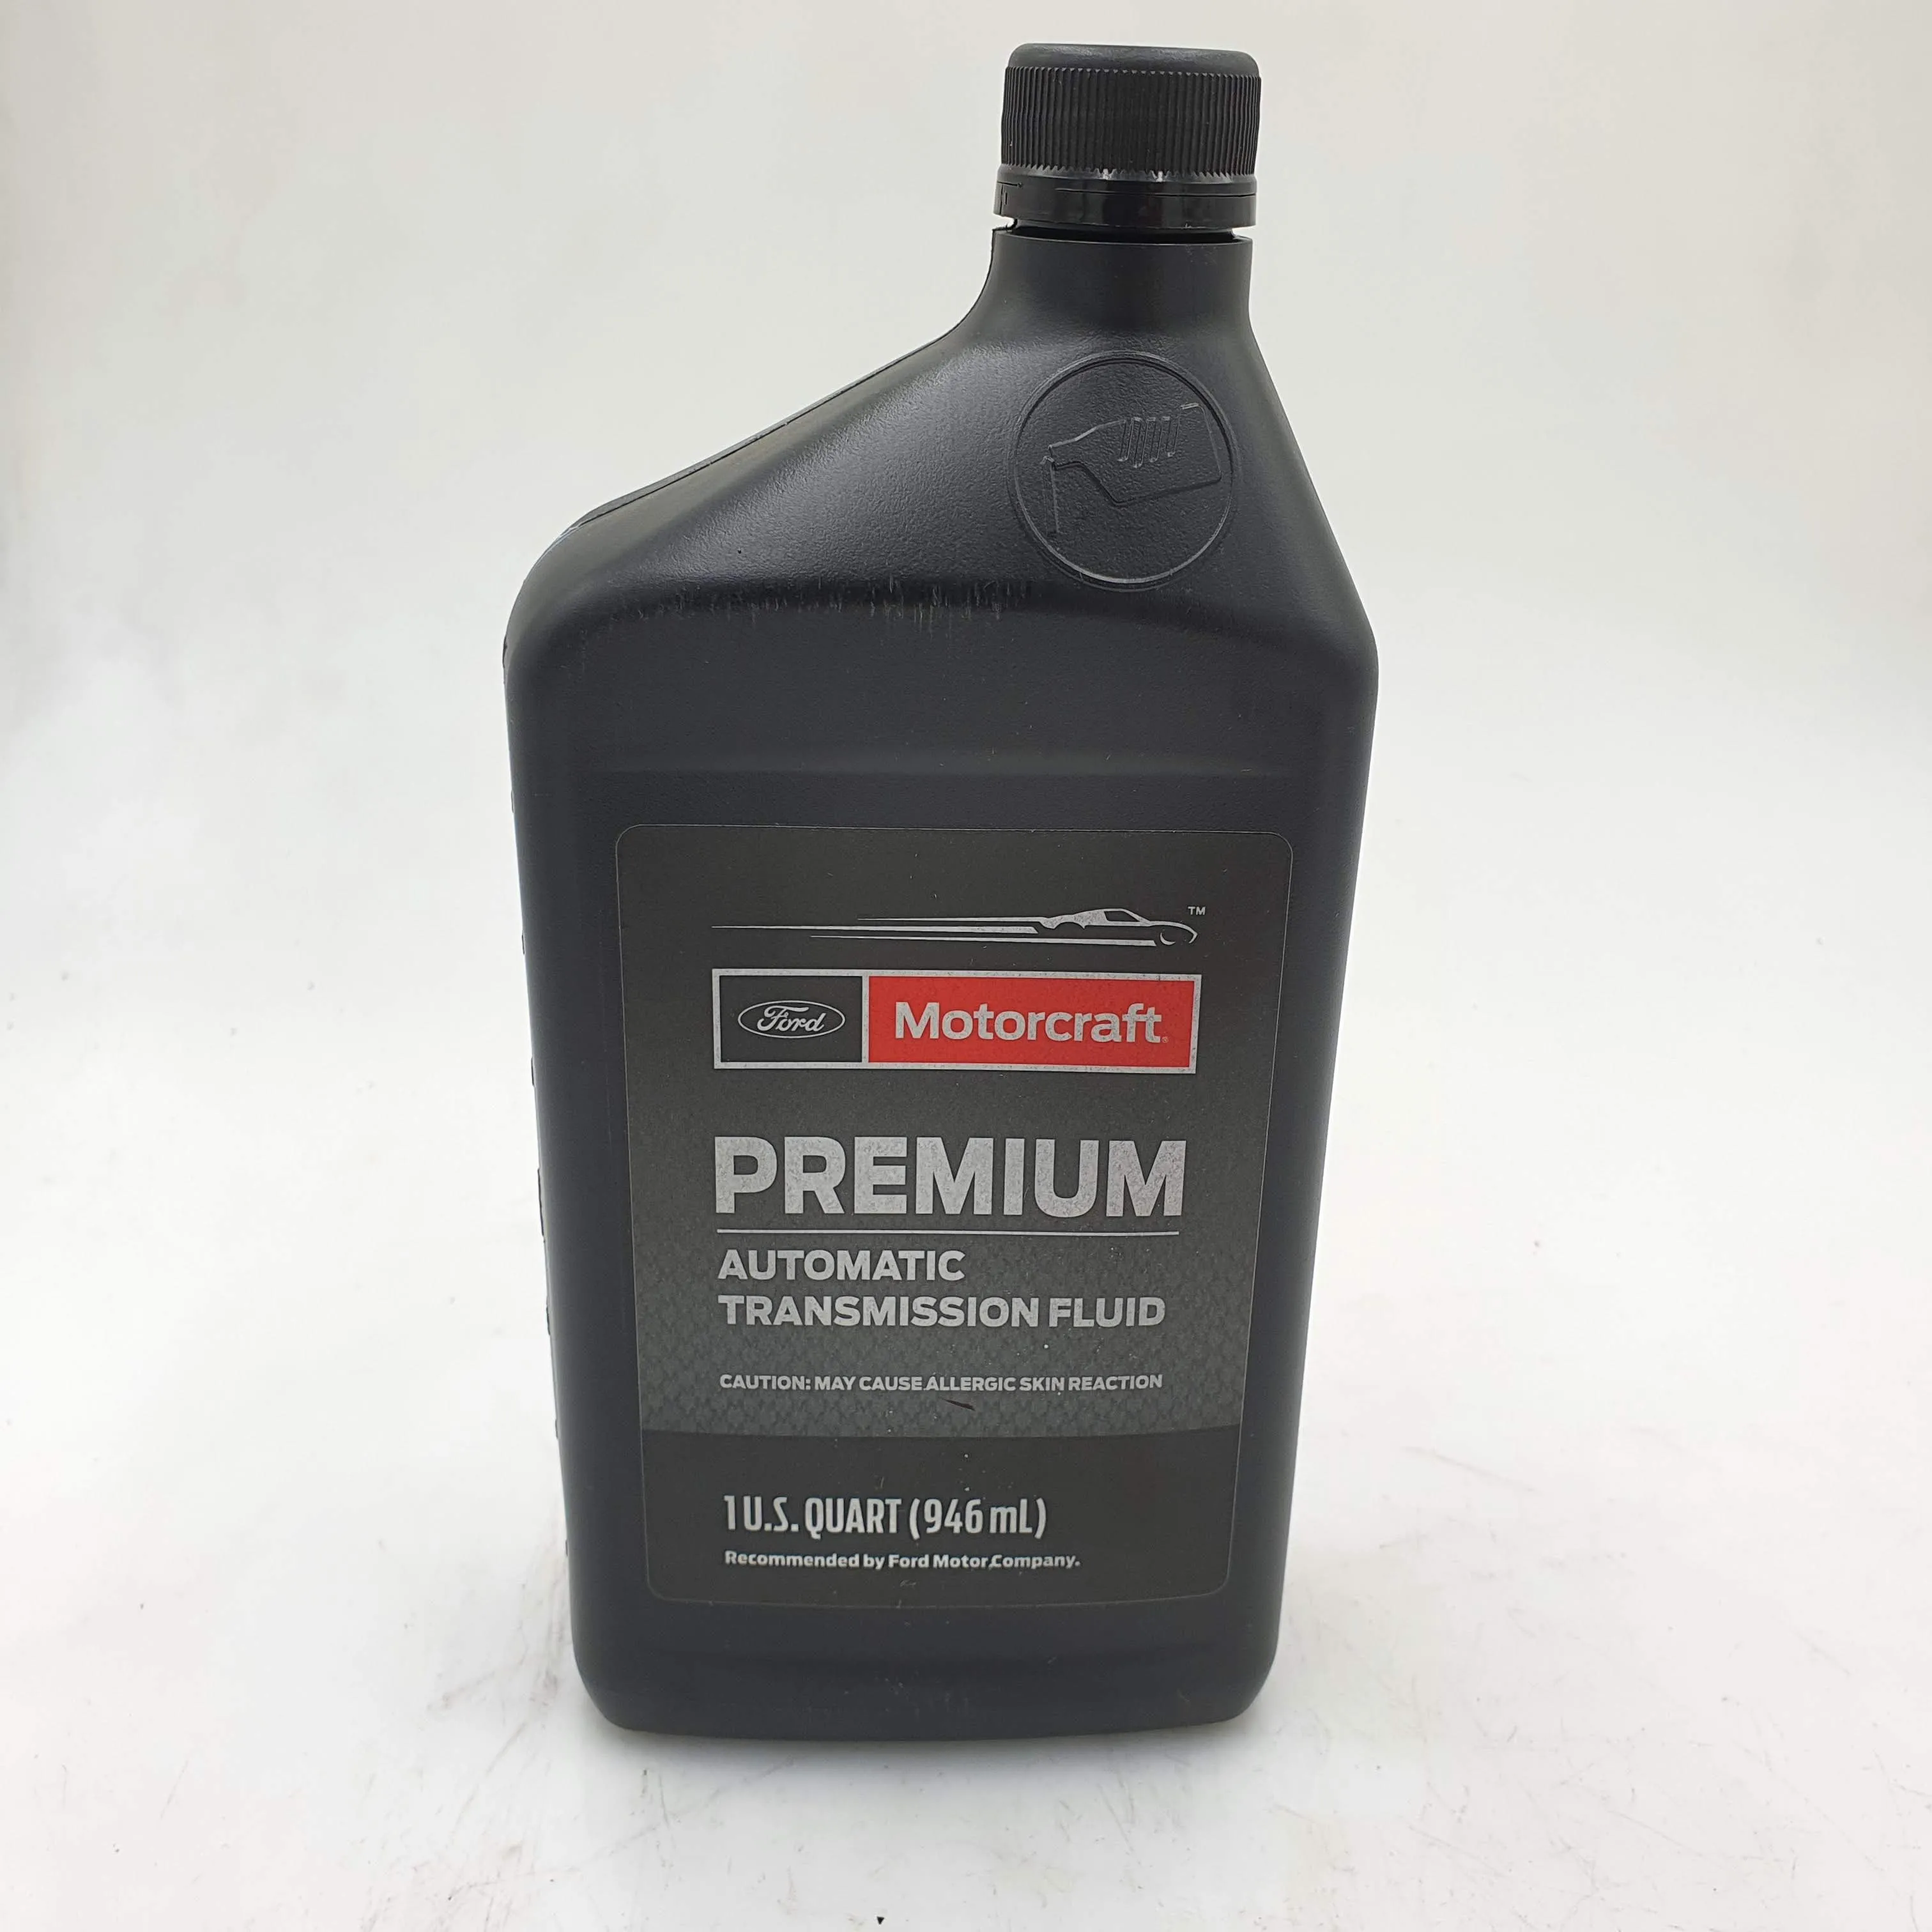 TM
Ford Motorcraft
PREMIUM
AUTOMATIC
TRANSMISSION FLUID
CAUTION: MAY CAUSE ALLERGIC SKIN REACTION
1 U.S. QUART (946 mL)
Recommended by Ford Motor Company.